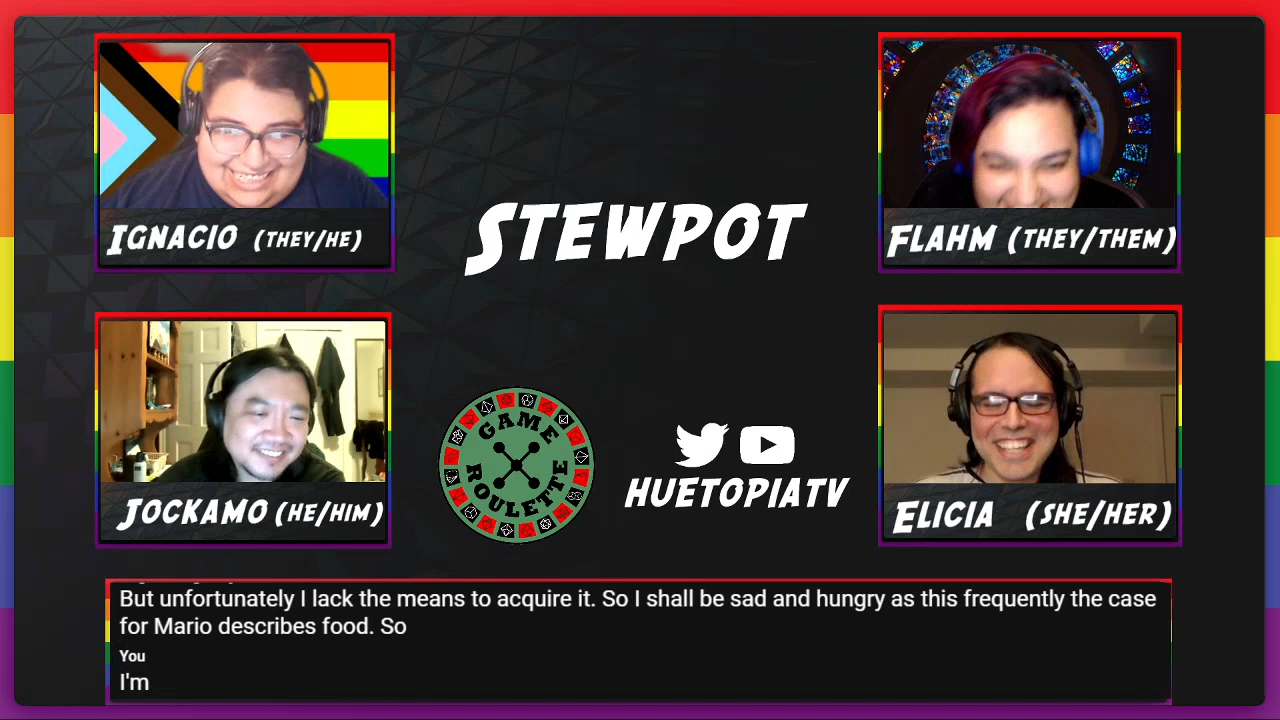 IGNACIO (THEY/HE)
FLAHM (THEY/THEM)
STEWPOT
JOCKAMO (HE/HIM)
GAME
ROULETTE
HUETOPIATV
ELICIA (SHE/HER)
But unfortunately I lack the means to acquire it. So I shall be sad and hungry as this frequently the case
for Mario describes food. So
You
I'm